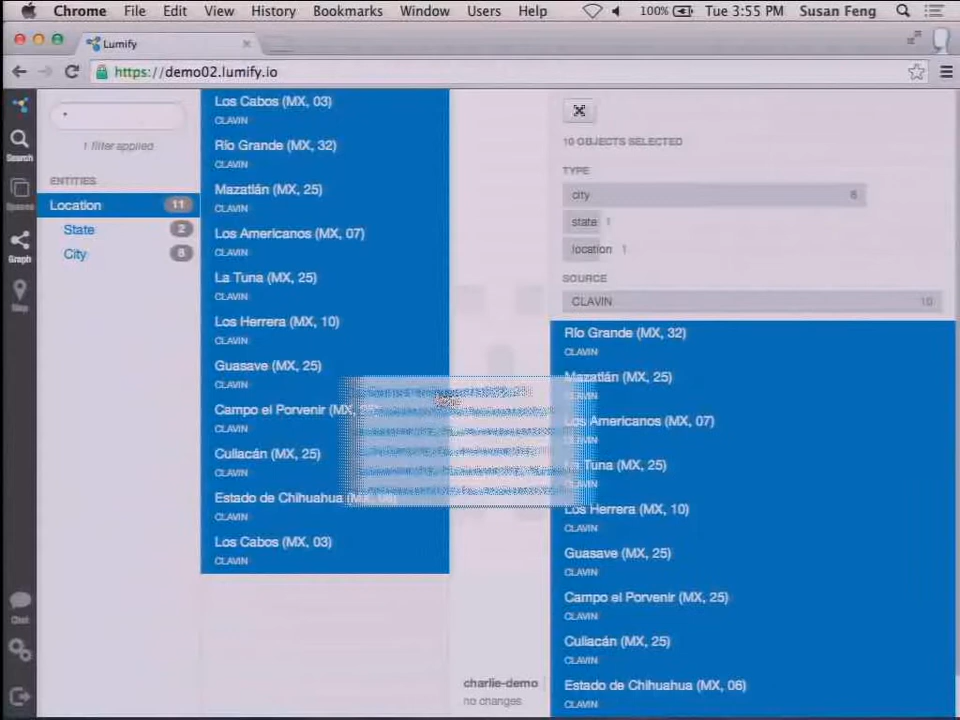 Chrome File Edit View History Bookmarks Window Users Help 100% Tue 3:55 PM Susan Feng
Lumify
https://demo02.lumify.io
Search
Spaces
Graph
Map
Chat
*
1 filter applied
ENTITIES
Location 11
State 2
City 8
Los Cabos (MX, 03)
CLAVIN
Río Grande (MX, 32)
CLAVIN
Mazatlán (MX, 25)
CLAVIN
Los Americanos (MX, 07)
CLAVIN
La Tuna (MX, 25)
CLAVIN
Los Herrera (MX, 10)
CLAVIN
Guasave (MX, 25)
CLAVIN
Campo el Porvenir (MX,
CLAVIN
Culiacán (MX, 25)
CLAVIN
Estado de Chihuahua (MX, 06)
CLAVIN
Los Cabos (MX, 03)
CLAVIN
charlie-demo
no changes
10 OBJECTS SELECTED
TYPE
city
state 1
location 1
SOURCE
CLAVIN 10
Río Grande (MX, 32)
CLAVIN
Mazatlán (MX, 25)
CLAVIN
Los Americanos (MX, 07)
CLAVIN
La Tuna (MX, 25)
CLAVIN
Los Herrera (MX, 10)
CLAVIN
Guasave (MX, 25)
CLAVIN
Campo el Porvenir (MX, 25)
CLAVIN
Culiacán (MX, 25)
CLAVIN
Estado de Chihuahua (MX, 06)
CLAVIN